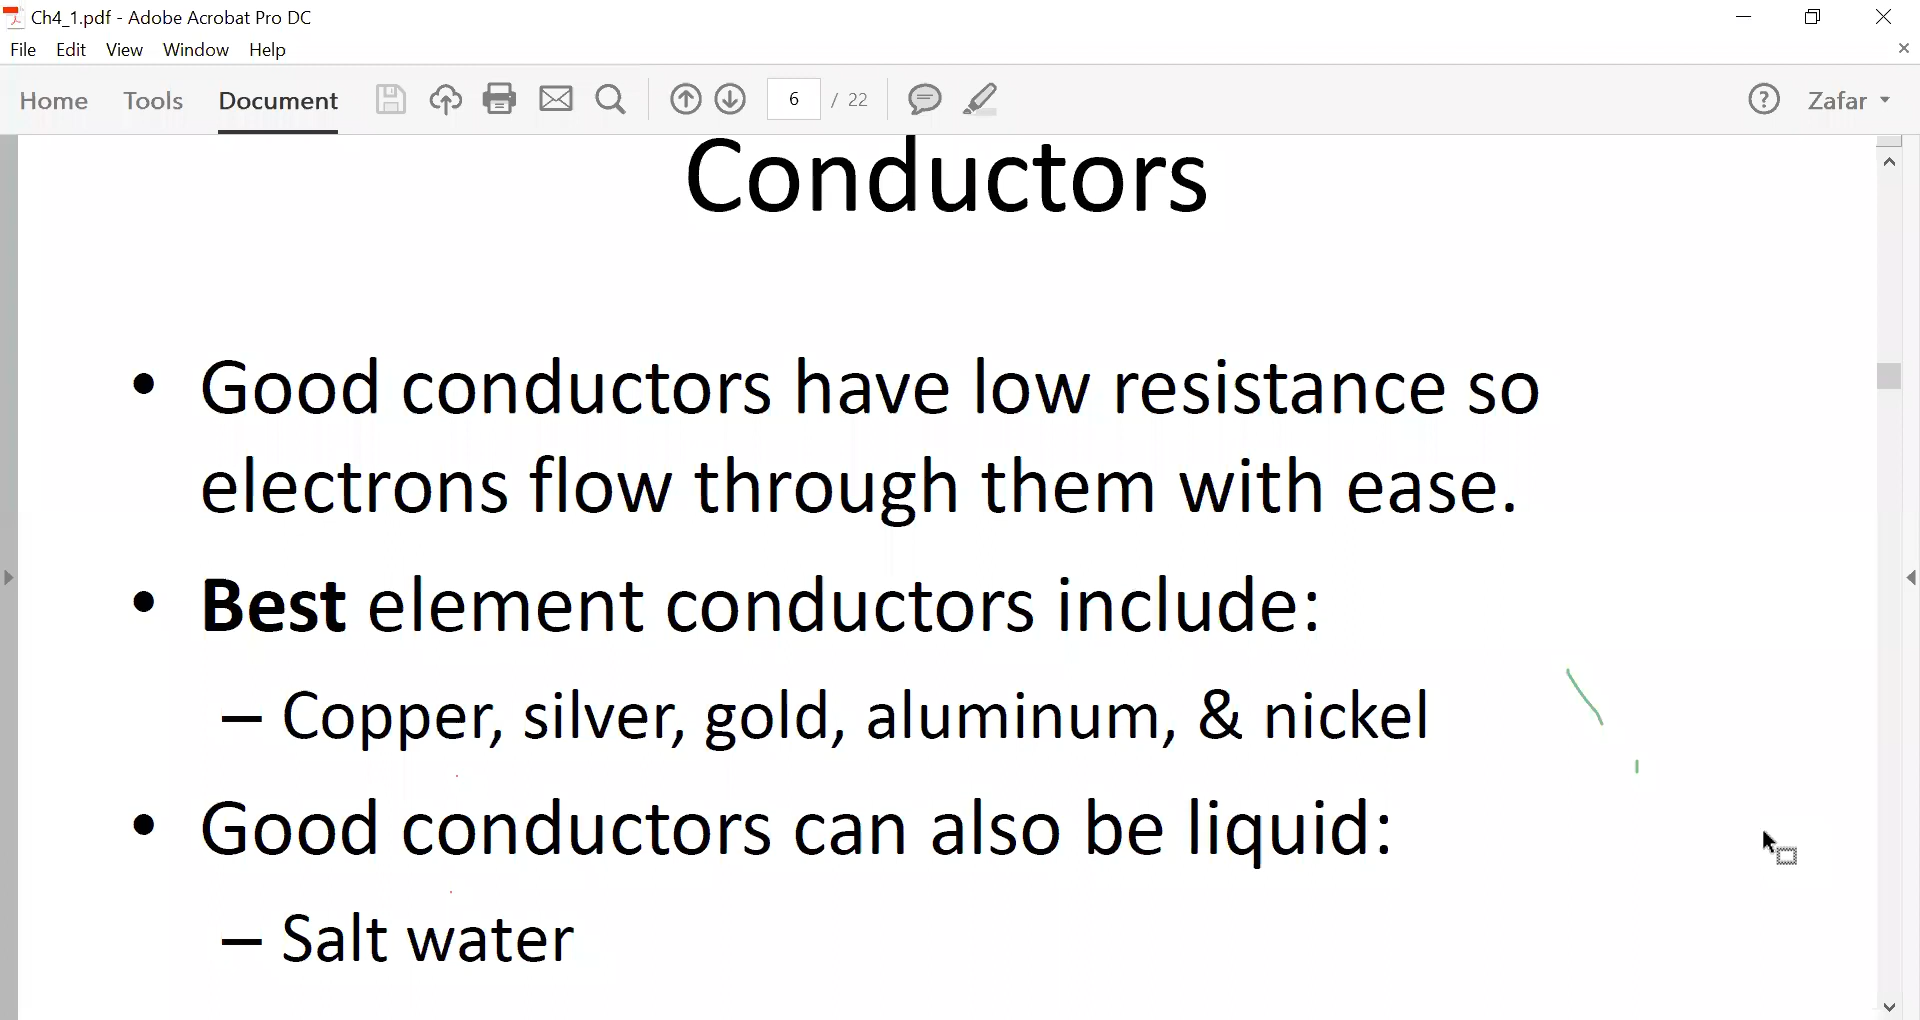 Ch4_1.pdf - Adobe Acrobat Pro DC
File Edit View Window Help
Home Tools Document 6 / 22 Zafar
Conductors
• Good conductors have low resistance so
electrons flow through them with ease.
• Best element conductors include:
– Copper, silver, gold, aluminum, & nickel
• Good conductors can also be liquid:
– Salt water